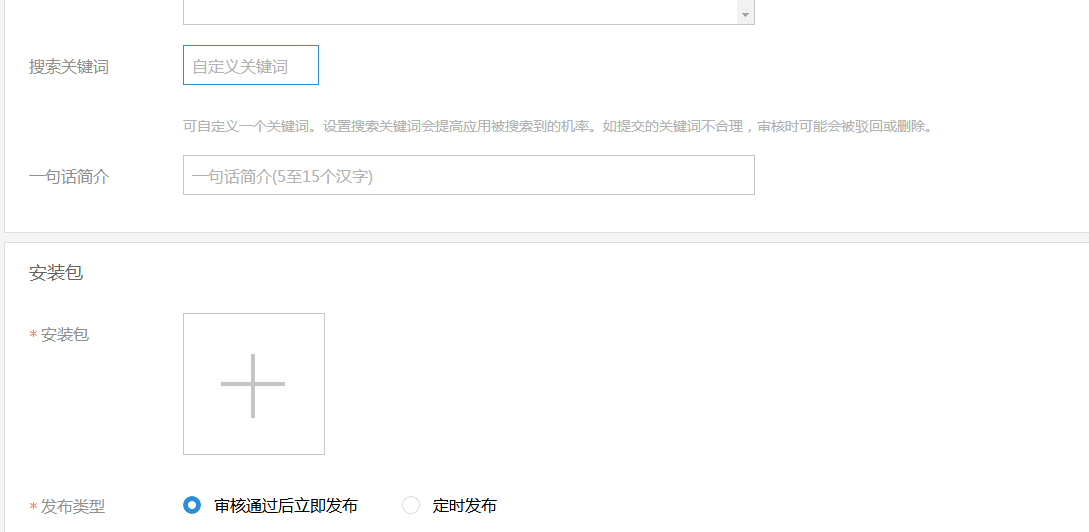 搜索关键词
自定义关键词
可自定义一个关键词。设置搜索关键词会提高应用被搜索到的机率。如提交的关键词不合理，审核时可能会被驳回或删除。
一句话简介
一句话简介(5至15个汉字)
安装包
* 安装包
* 发布类型 审核通过后立即发布 定时发布